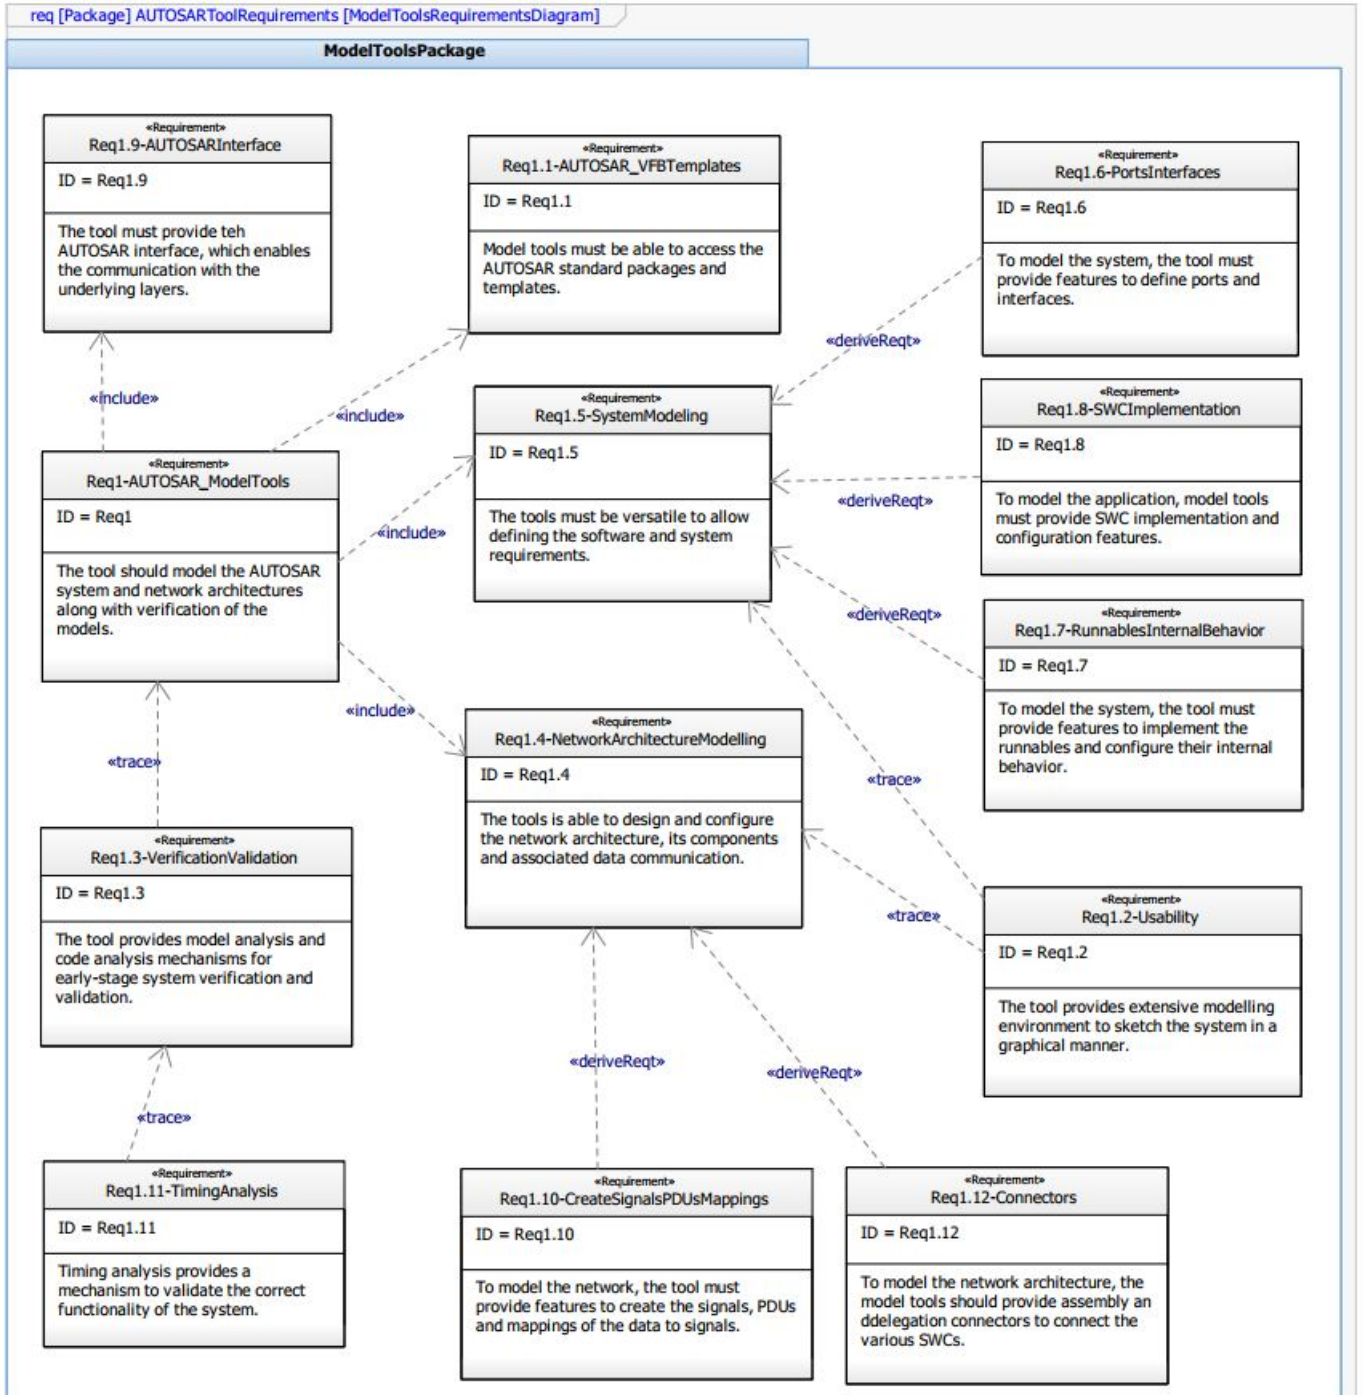 req [Package] AUTOSARToolRequirements [ModelToolsRequirementsDiagram]
ModelToolsPackage
«Requirement»
Req1.9-AUTOSARInterface
ID = Req1.9
The tool must provide teh
AUTOSAR interface, which enables
the communication with the
underlying layers.
«Requirement»
Req1.1-AUTOSAR_VFBTemplates
ID = Req1.1
Model tools must be able to access the
AUTOSAR standard packages and
templates.
«Requirement»
Req1.6-PortsInterfaces
ID = Req1.6
To model the system, the tool must
provide features to define ports and
interfaces.
«include»
«include»
«deriveReqt»
«Requirement»
Req1.5-SystemModeling
ID = Req1.5
The tools must be versatile to allow
defining the software and system
requirements.
«Requirement»
Req1.8-SWCImplementation
ID = Req1.8
To model the application, model tools
must provide SWC implementation and
configuration features.
«Requirement»
Req1-AUTOSAR_ModelTools
ID = Req1
The tool should model the AUTOSAR
system and network architectures
along with verification of the
models.
«include»
«deriveReqt»
«deriveReqt»
«Requirement»
Req1.7-RunnablesInternalBehavior
ID = Req1.7
To model the system, the tool must
provide features to implement the
runnables and configure their internal
behavior.
«include»
«trace»
«Requirement»
Req1.4-NetworkArchitectureModelling
ID = Req1.4
The tools is able to design and configure
the network architecture, its components
and associated data communication.
«trace»
«trace»
«Requirement»
Req1.3-VerificationValidation
ID = Req1.3
The tool provides model analysis and
code analysis mechanisms for
early-stage system verification and
validation.
«Requirement»
Req1.2-Usability
ID = Req1.2
The tool provides extensive modelling
environment to sketch the system in a
graphical manner.
«trace»
«deriveReqt»
«deriveReqt»
«Requirement»
Req1.11-TimingAnalysis
ID = Req1.11
Timing analysis provides a
mechanism to validate the correct
functionality of the system.
«Requirement»
Req1.10-CreateSignalsPDUsMappings
ID = Req1.10
To model the network, the tool must
provide features to create the signals, PDUs
and mappings of the data to signals.
«Requirement»
Req1.12-Connectors
ID = Req1.12
To model the network architecture, the
model tools should provide assembly an
ddelegation connectors to connect the
various SWCs.